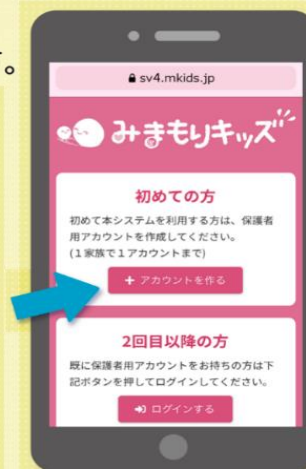 。
sv4.mkids.jp
みまもりキッズ
初めての方
初めて本システムを利用する方は、保護者
用アカウントを作成してください。
(1家族で1アカウントまで)
+ アカウントを作る
2回目以降の方
既に保護者用アカウントをお持ちの方は下
記ボタンを押してログインしてください。
ログインする